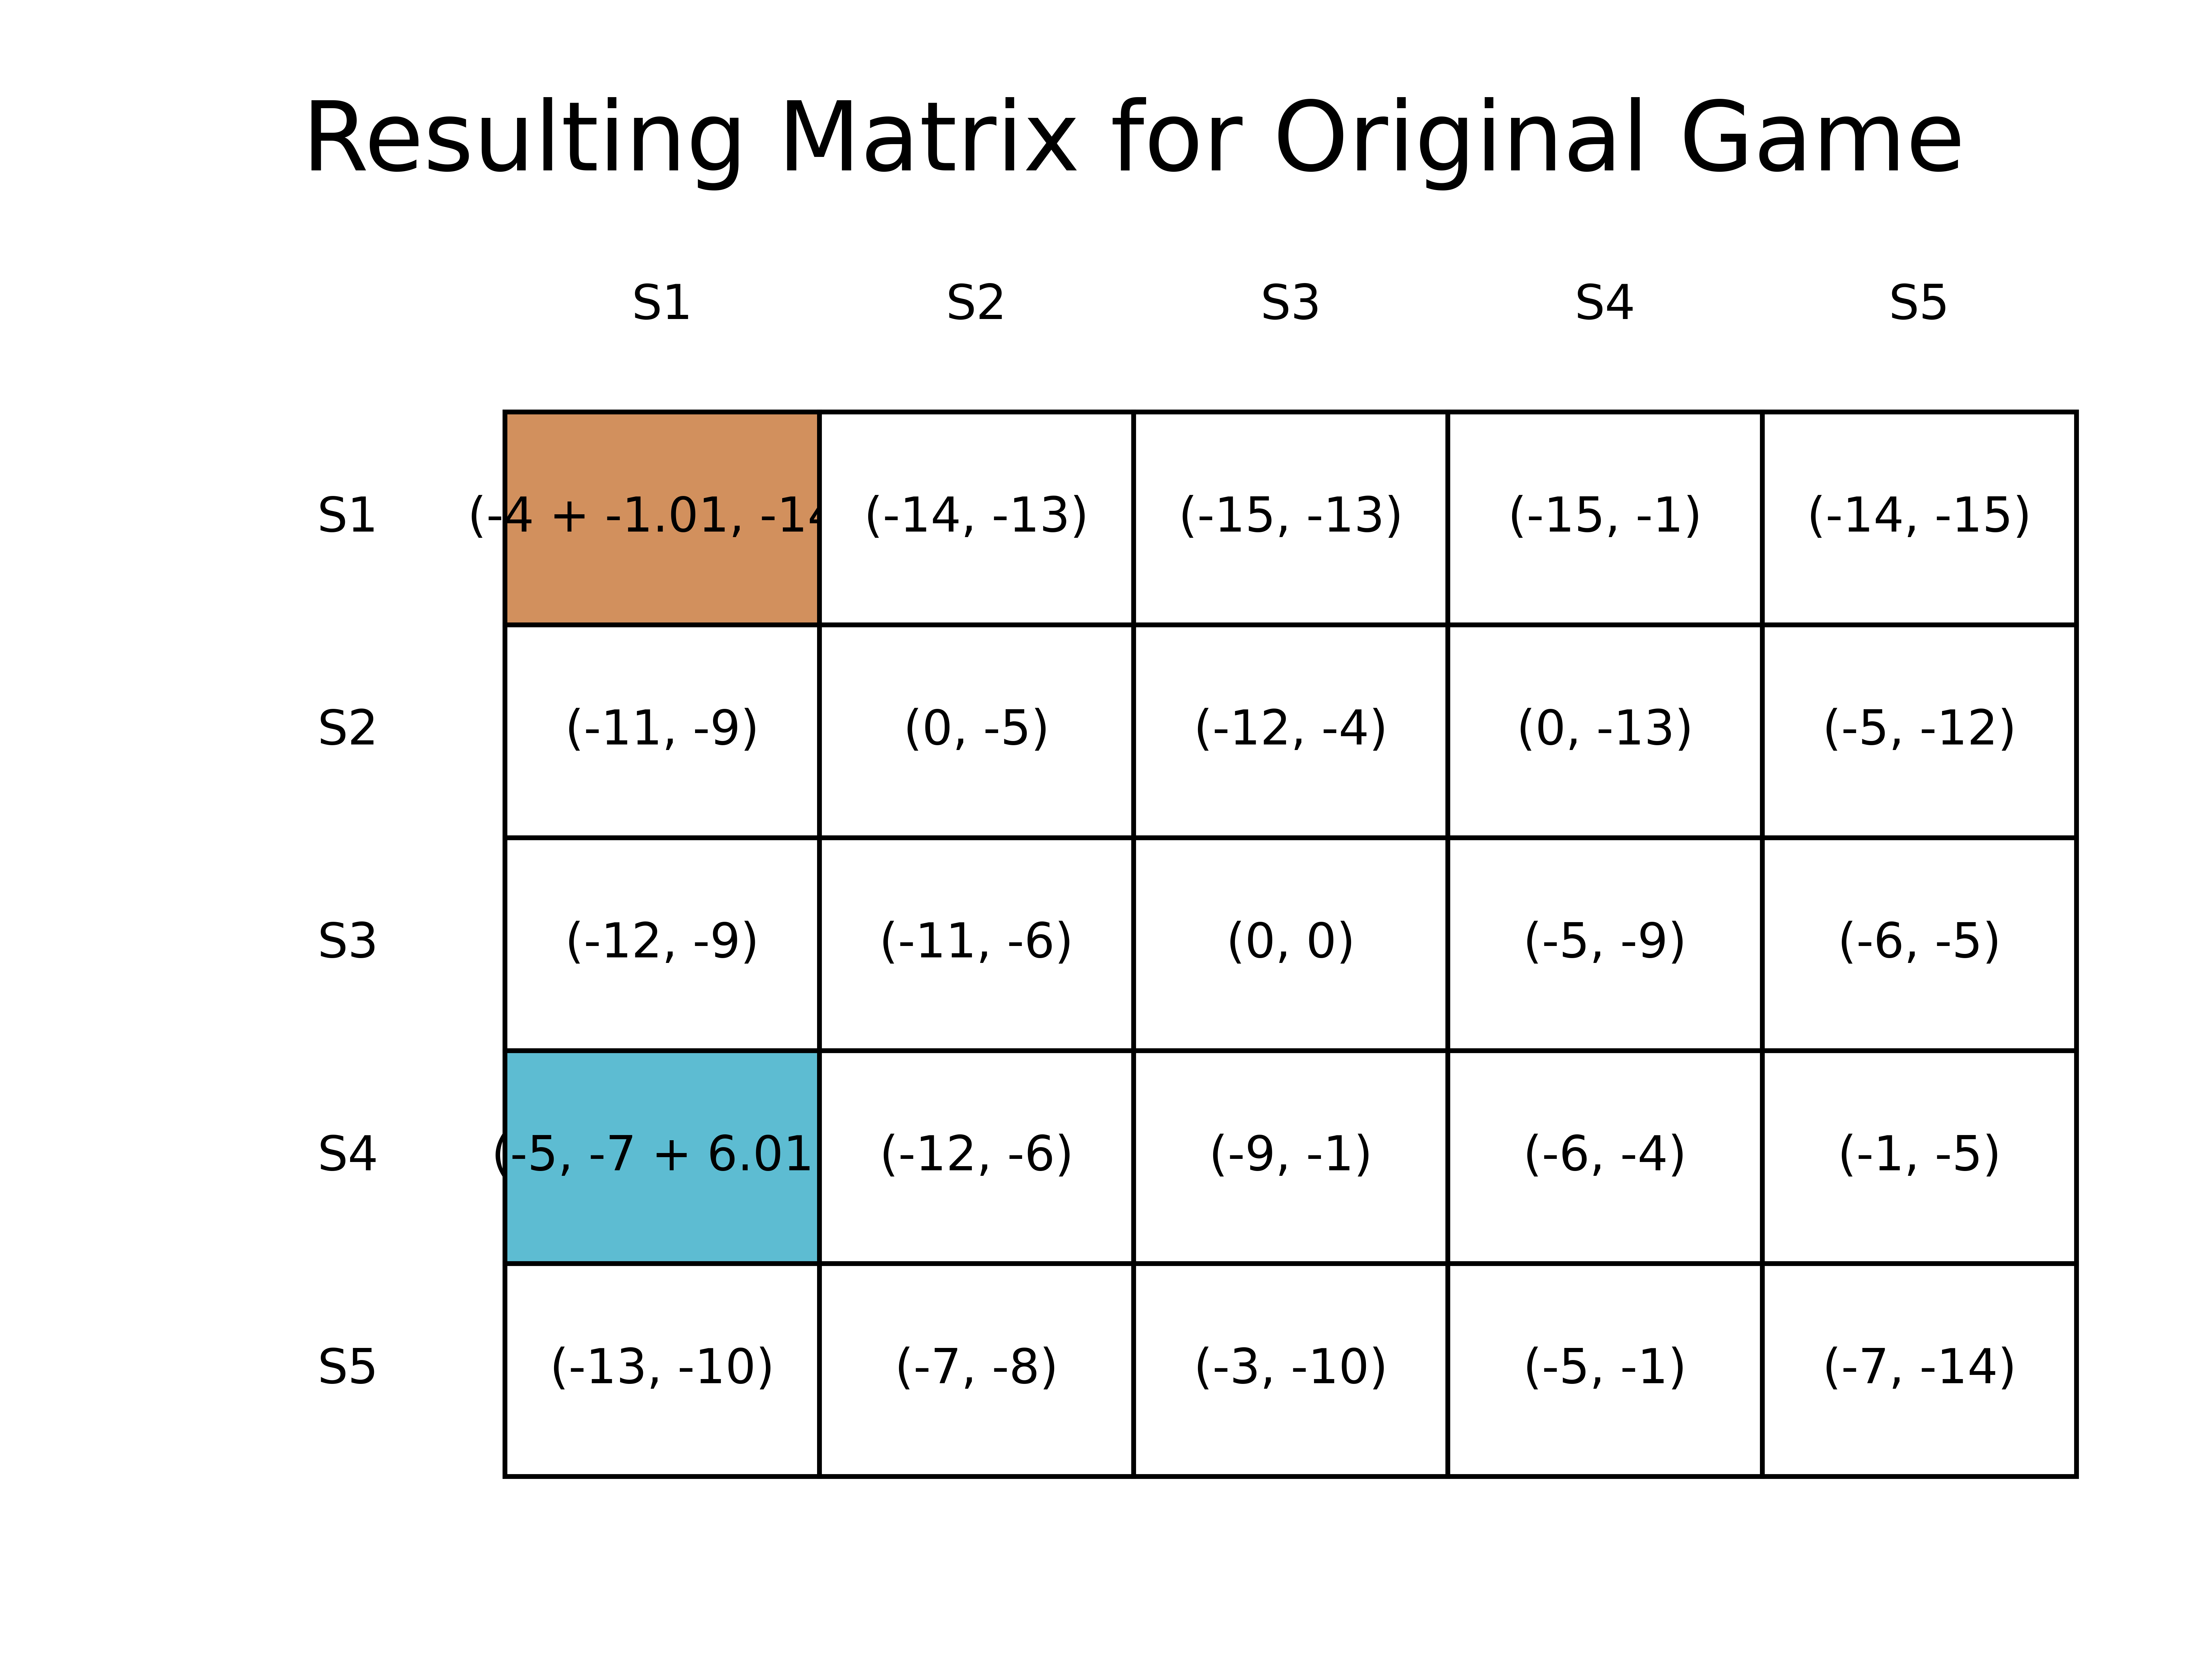 Resulting Matrix for Original Game
S1 S2 S3 S4 S5
S1 (-4 + -1.01, -14 (-14, -13) (-15, -13) (-15, -1) (-14, -15)
S2 (-11, -9) (0, -5) (-12, -4) (0, -13) (-5, -12)
S3 (-12, -9) (-11, -6) (0, 0) (-5, -9) (-6, -5)
S4 (-5, -7 + 6.01 (-12, -6) (-9, -1) (-6, -4) (-1, -5)
S5 (-13, -10) (-7, -8) (-3, -10) (-5, -1) (-7, -14)